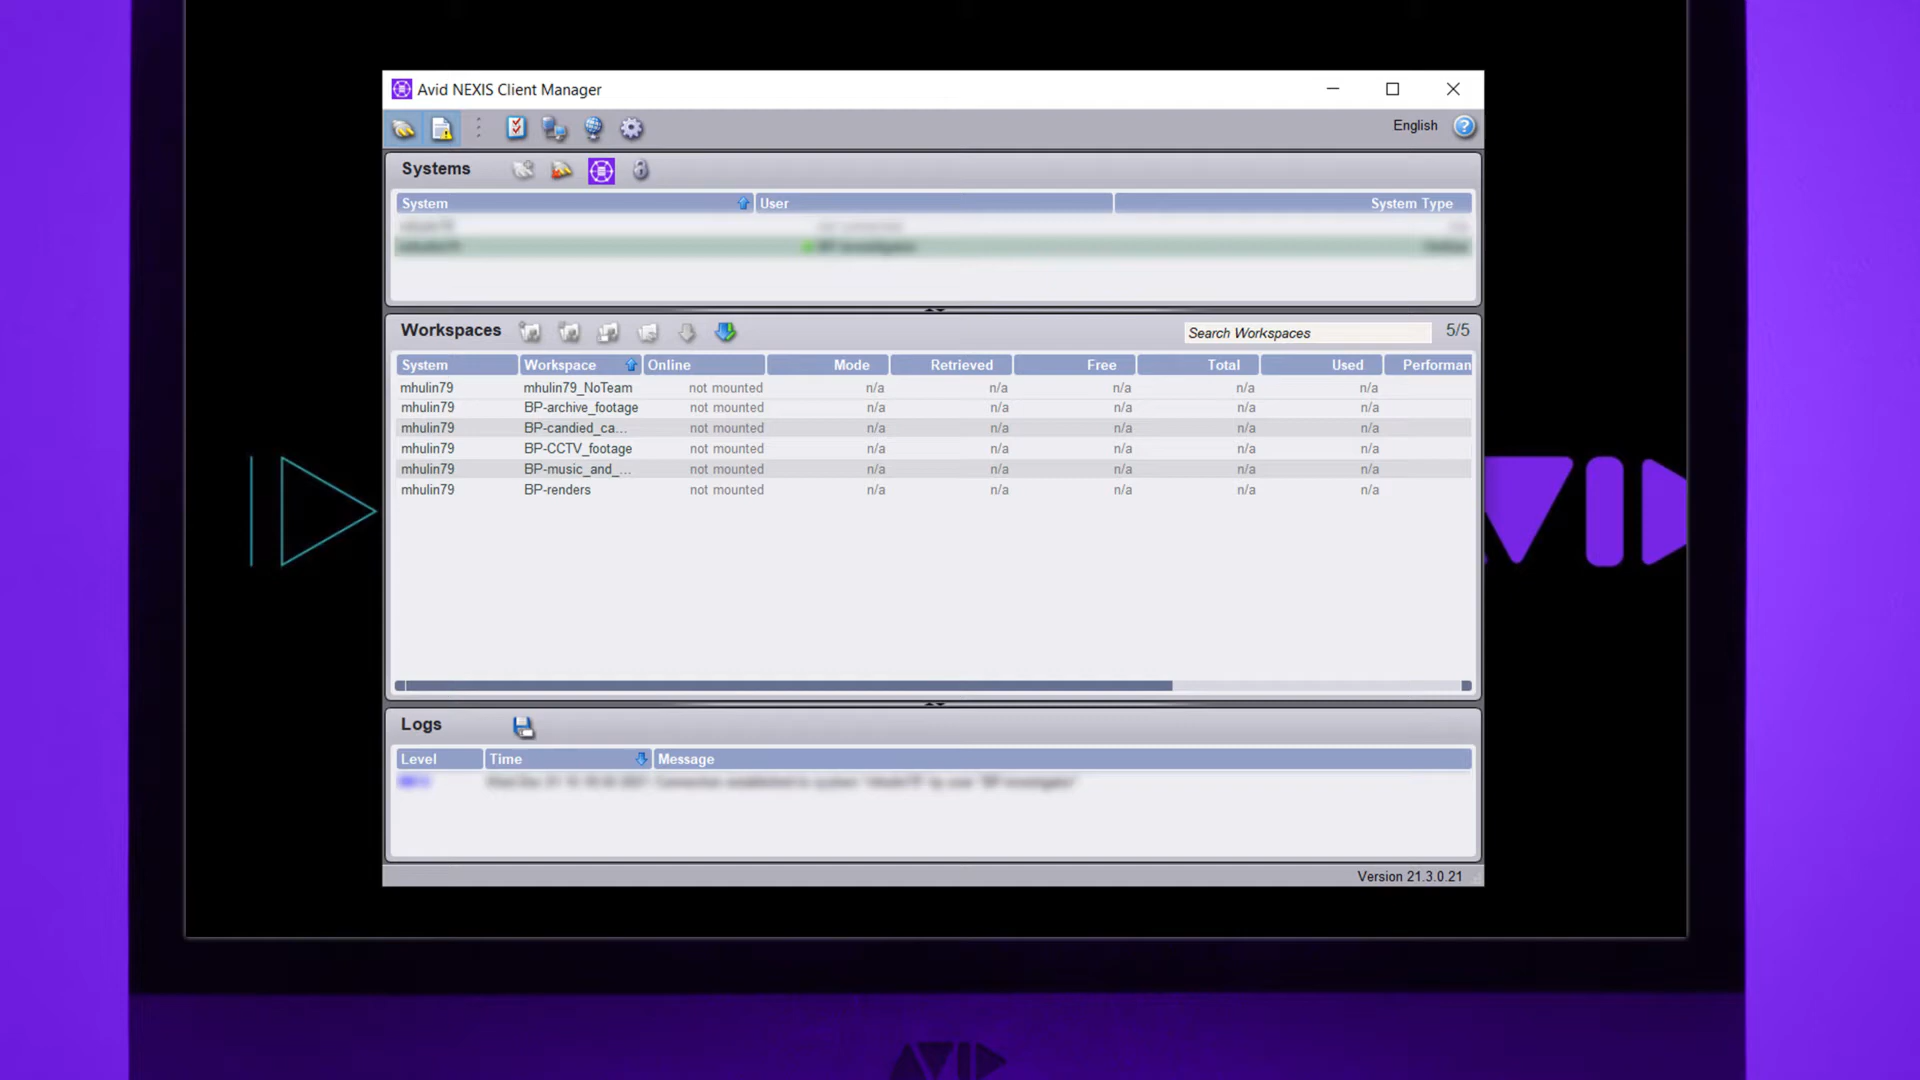 Avid NEXIS Client Manager
English
Systems
System User System Type
Workspaces Search Workspaces 5/5
System Workspace Online Mode Retrieved Free Total Used Performan
mhulin79 mhulin79_NoTeam not mounted n/a n/a n/a n/a n/a
mhulin79 BP-archive_footage not mounted n/a n/a n/a n/a n/a
mhulin79 BP-candied_ca... not mounted n/a n/a n/a n/a n/a
mhulin79 BP-CCTV_footage not mounted n/a n/a n/a n/a n/a
mhulin79 BP-music_and_... not mounted n/a n/a n/a n/a n/a
mhulin79 BP-renders not mounted n/a n/a n/a n/a n/a
Logs
Level Time Message
Version 21.3.0.21
AVID